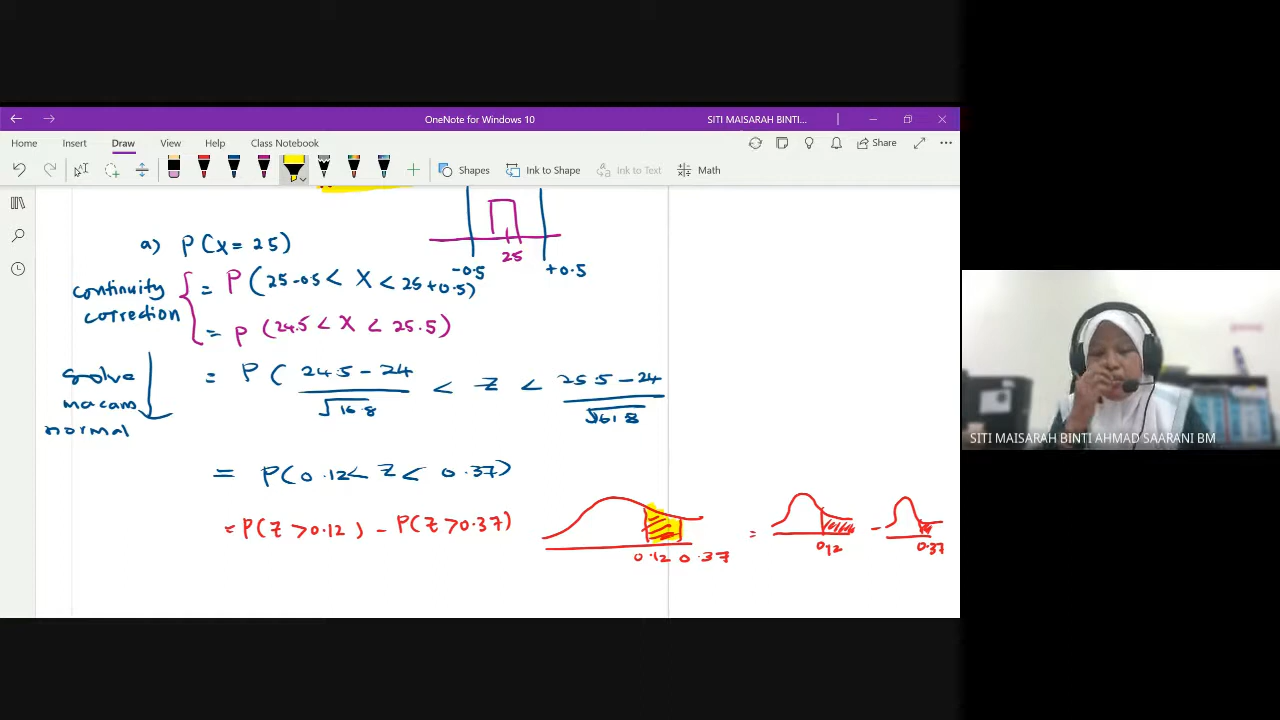 OneNote for Windows 10
SITI MAISARAH BINTI...
Home Insert Draw View Help Class Notebook
Share
Shapes Ink to Shape Ink to Text Math
a) P(X=25)
25
-0.5 +0.5
continuity correction
= P(25-0.5 < X < 25+0.5)
= P(24.5 < X < 25.5)
solve macam normal
= P( 24.5-24 / √16.8 < Z < 25.5-24 / √61.8
= P(0.12 < Z < 0.37)
= P(Z > 0.12) - P(Z > 0.37)
0.12 0.37 = 0.12 - 0.37
SITI MAISARAH BINTI AHMAD SAARANI BM